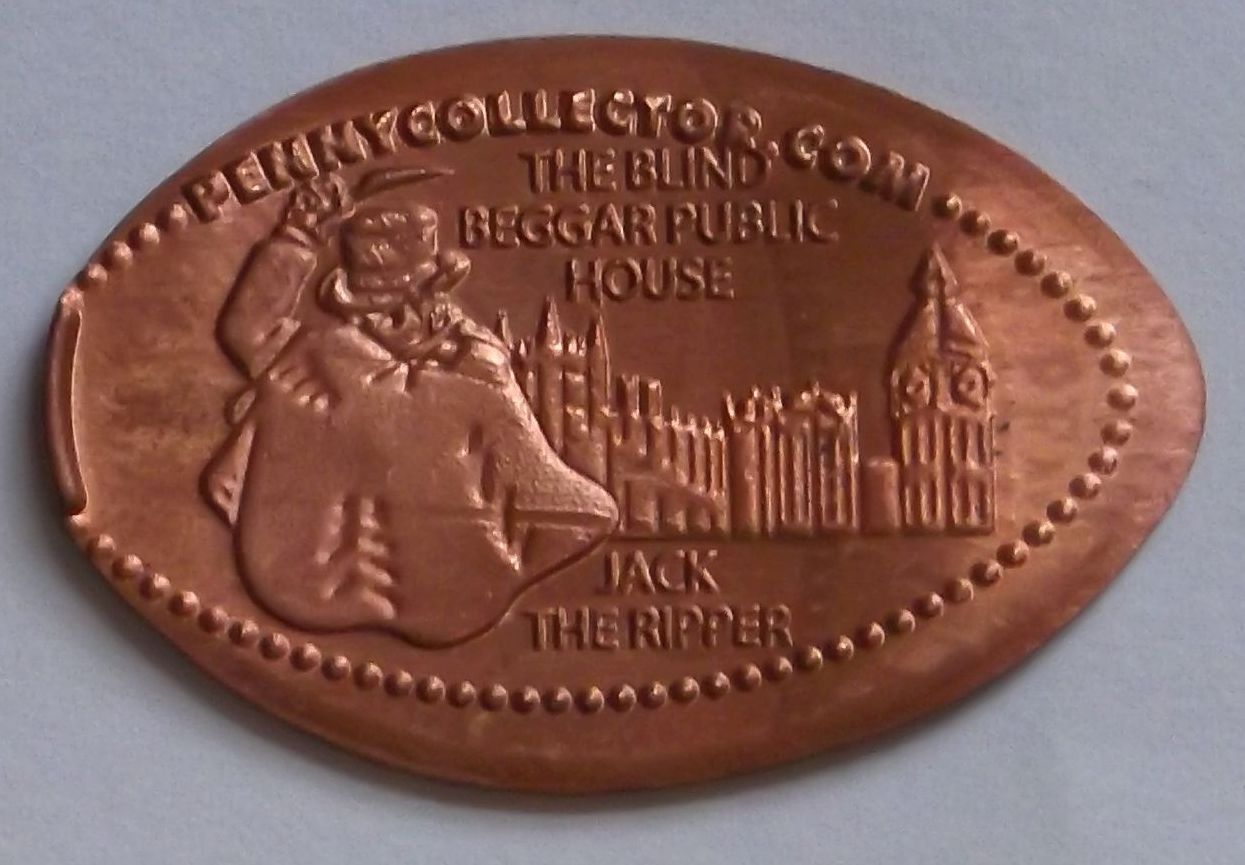 PENNYCOLLECTOR.COM
THE BLIND
BEGGAR PUBLIC
HOUSE
JACK
THE RIPPER